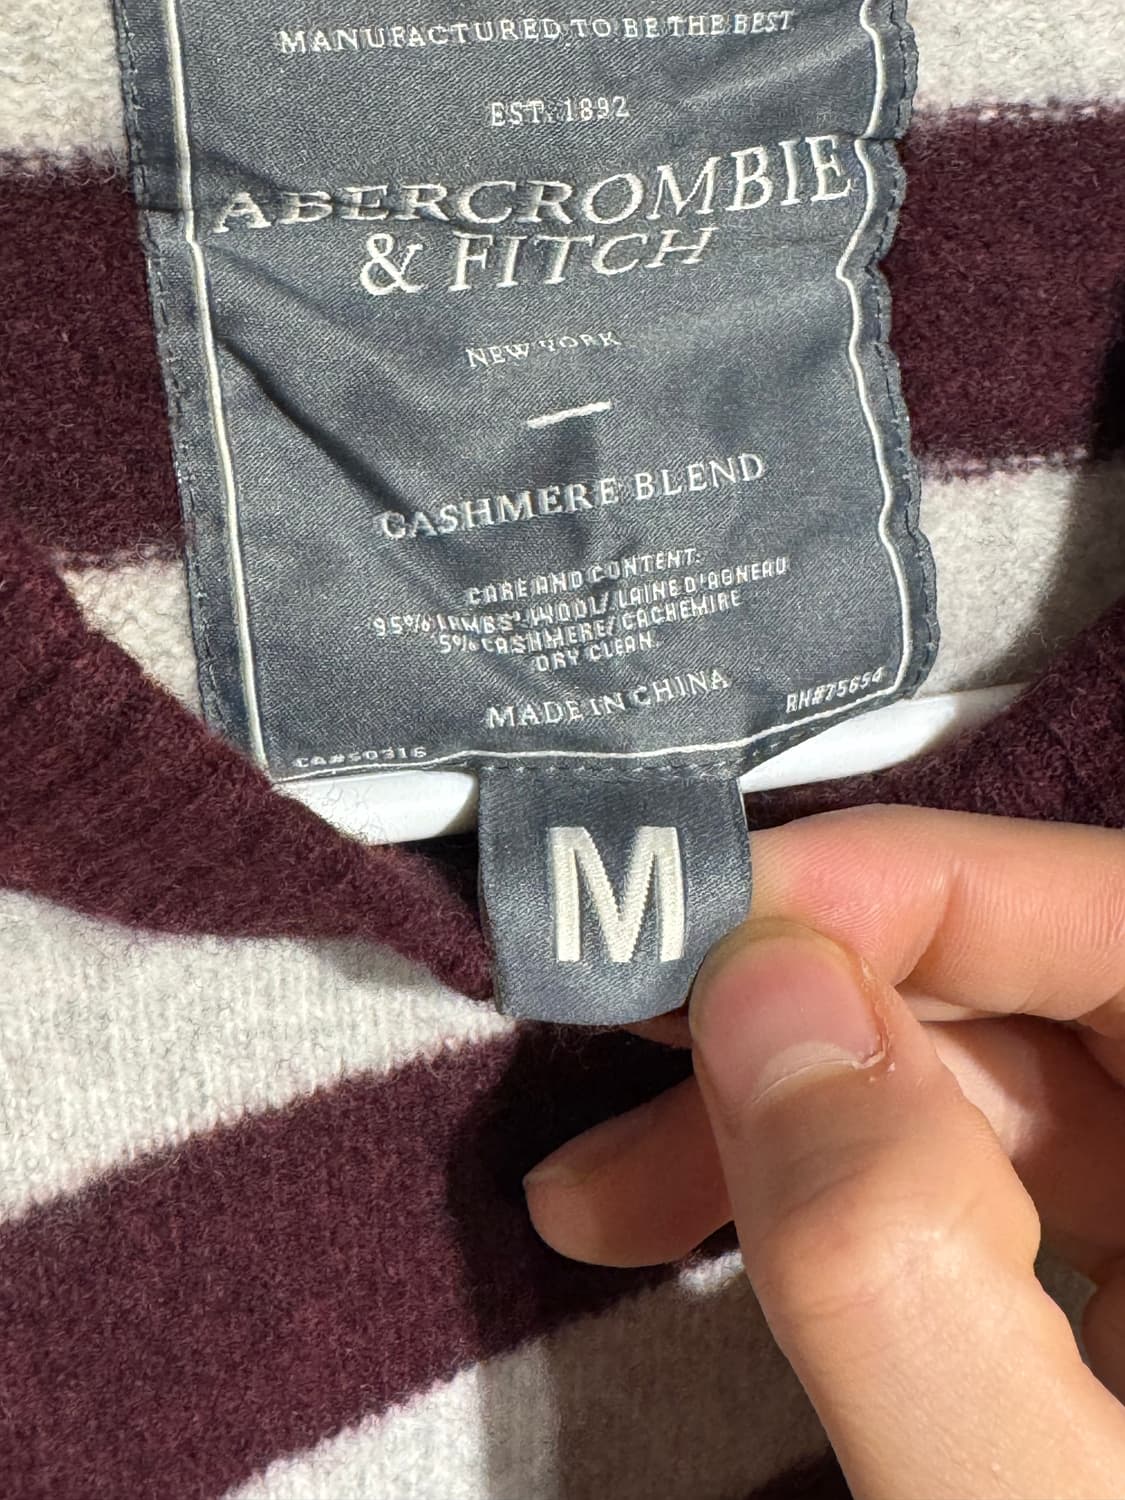 MANUFACTURED TO BE THE BEST
EST. 1892
ABERCROMBIE
& FITCH
NEW YORK
CASHMERE BLEND
CARE AND CONTENT:
95% LAMBS' WOOL/ LAINE D'AGNEAU
5% CASHMERE/ CACHEMIRE
DRY CLEAN.
MADE IN CHINA
RN#75654
CA#50316
M